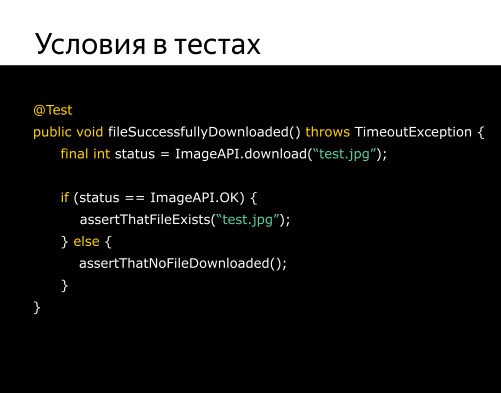 Условия в тестах
@Test
public void fileSuccessfullyDownloaded() throws TimeoutException {
final int status = ImageAPI.download(“test.jpg”);
if (status == ImageAPI.OK) {
assertThatFileExists(“test.jpg”);
} else {
assertThatNoFileDownloaded();
}
}